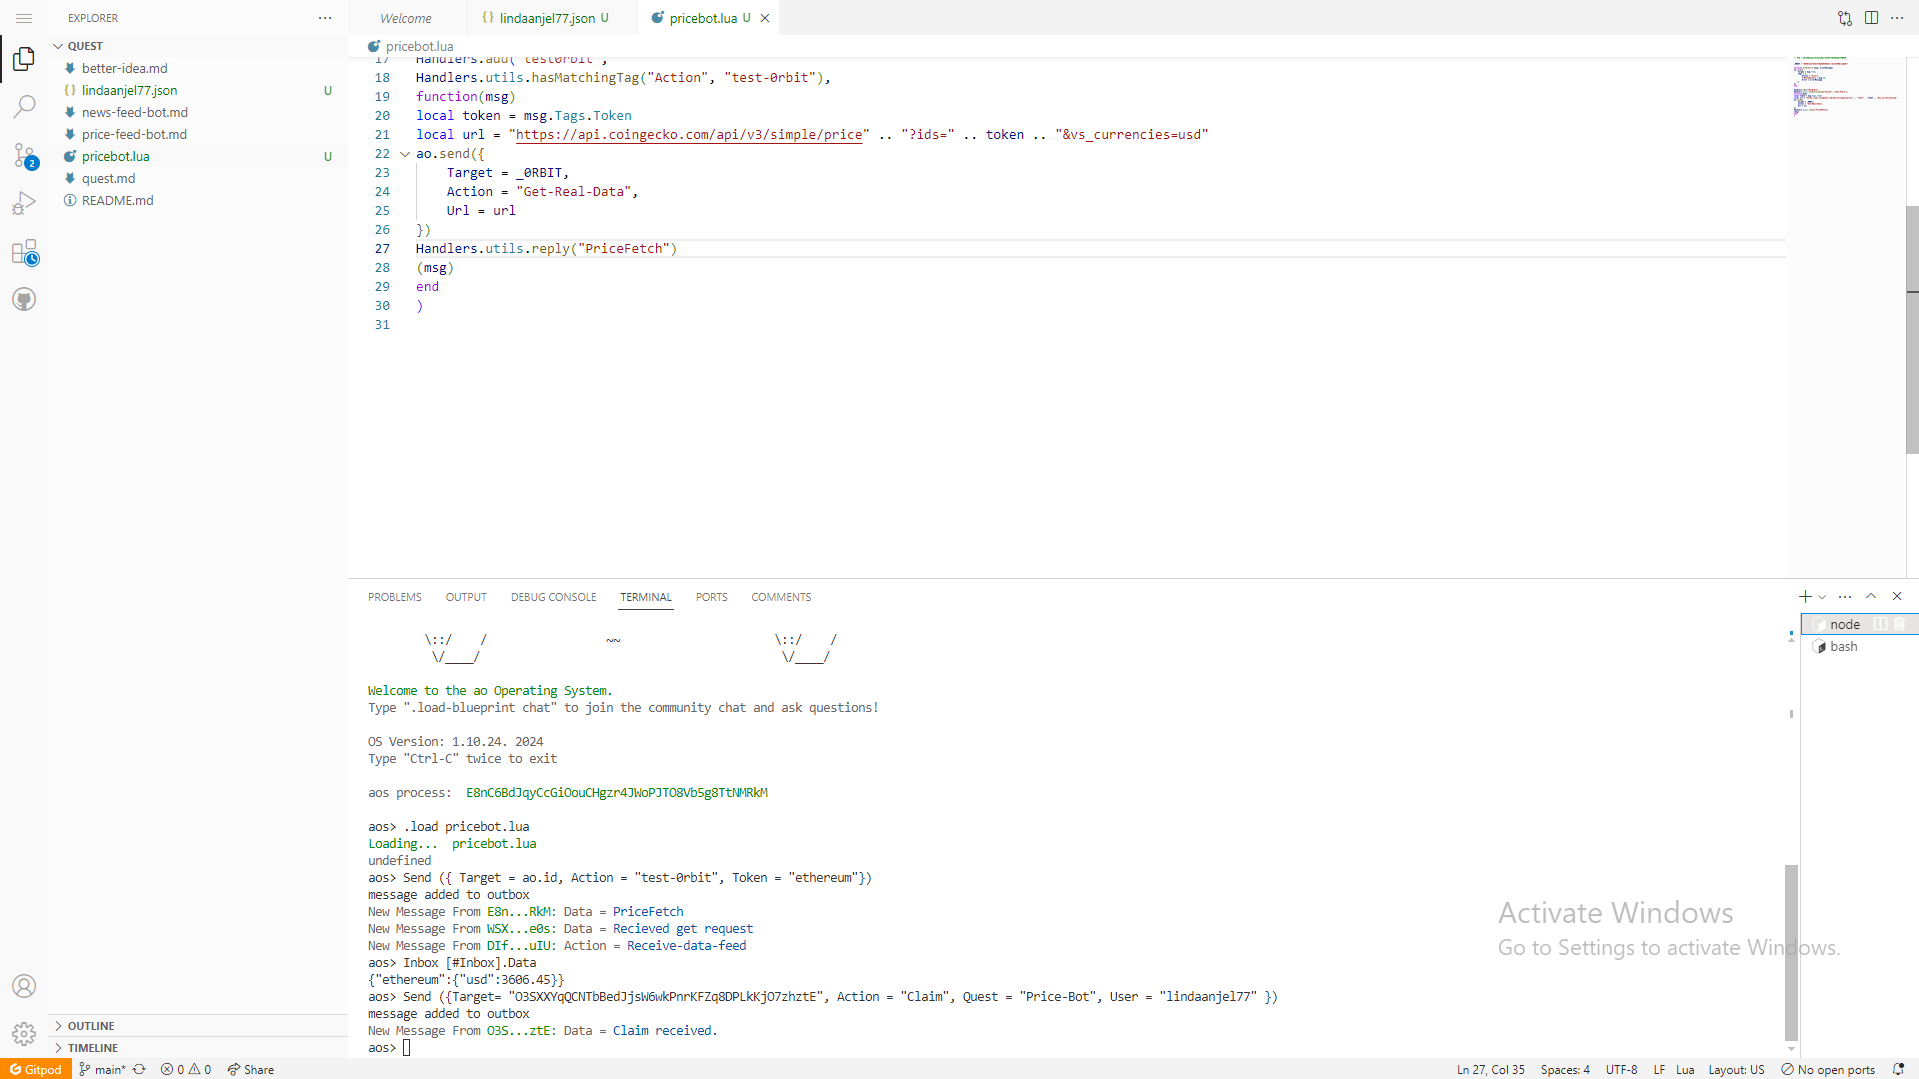 EXPLORER
Welcome
lindaanjel77.json U
pricebot.lua U
QUEST
better-idea.md
lindaanjel77.json U
news-feed-bot.md
price-feed-bot.md
pricebot.lua U
quest.md
README.md
2
pricebot.lua
17 Handlers.add("test0rbit",
18 Handlers.utils.hasMatchingTag("Action", "test-0rbit"),
19 function(msg)
20 local token = msg.Tags.Token
21 local url = "https://api.coingecko.com/api/v3/simple/price" .. "?ids=" .. token .. "&vs_currencies=usd"
22 ao.send({
23 Target = _0RBIT,
24 Action = "Get-Real-Data",
25 Url = url
26 })
27 Handlers.utils.reply("PriceFetch")
28 (msg)
29 end
30 )
31
PROBLEMS OUTPUT DEBUG CONSOLE TERMINAL PORTS COMMENTS
node
bash
\::/ / ~~ \::/ /
\/____/ \/____/
Welcome to the ao Operating System.
Type ".load-blueprint chat" to join the community chat and ask questions!
OS Version: 1.10.24. 2024
Type "Ctrl-C" twice to exit
aos process: E8nC6BdJqyCcGiOouCHgzr4JWoPJTO8Vb5g8TtNMRkM
aos> .load pricebot.lua
Loading... pricebot.lua
undefined
aos> Send ({ Target = ao.id, Action = "test-0rbit", Token = "ethereum"})
message added to outbox
New Message From E8n...RkM: Data = PriceFetch
New Message From WSX...e0s: Data = Recieved get request
New Message From DIf...uIU: Action = Receive-data-feed
aos> Inbox [#Inbox].Data
{"ethereum":{"usd":3606.45}}
aos> Send ({Target= "O3SXXYqQCNTbBedJjsW6wkPnrKFZq8DPLkKjO7zhztE", Action = "Claim", Quest = "Price-Bot", User = "lindaanjel77" })
message added to outbox
New Message From O3S...ztE: Data = Claim received.
aos>
Activate Windows
Go to Settings to activate Windows.
OUTLINE
TIMELINE
Gitpod main* 0 0 Share
Ln 27, Col 35 Spaces: 4 UTF-8 LF Lua Layout: US No open ports